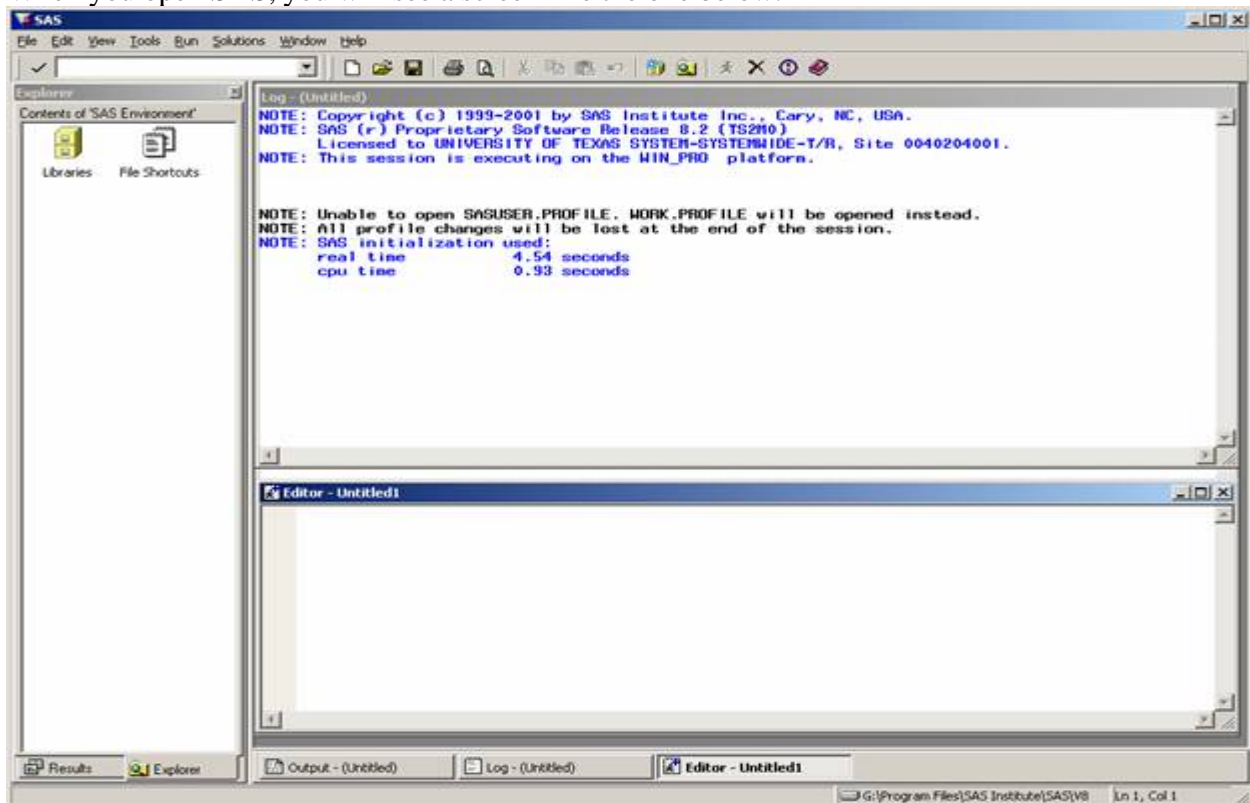 SAS
File Edit View Tools Run Solutions Window Help
Explorer
Contents of 'SAS Environment'
Libraries File Shortcuts
Log - (Untitled)
NOTE: Copyright (c) 1999-2001 by SAS Institute Inc., Cary, NC, USA.
NOTE: SAS (r) Proprietary Software Release 8.2 (TS2M0)
Licensed to UNIVERSITY OF TEXAS SYSTEM-SYSTEMWIDE-T/R, Site 0040204001.
NOTE: This session is executing on the WIN_PRO platform.
NOTE: Unable to open SASUSER.PROFILE. WORK.PROFILE will be opened instead.
NOTE: All profile changes will be lost at the end of the session.
NOTE: SAS initialization used:
real time 4.54 seconds
cpu time 0.93 seconds
Editor - Untitled1
Results Explorer Output - (Untitled) Log - (Untitled) Editor - Untitled1
G:\Program Files\SAS Institute\SAS\V8 Ln 1, Col 1